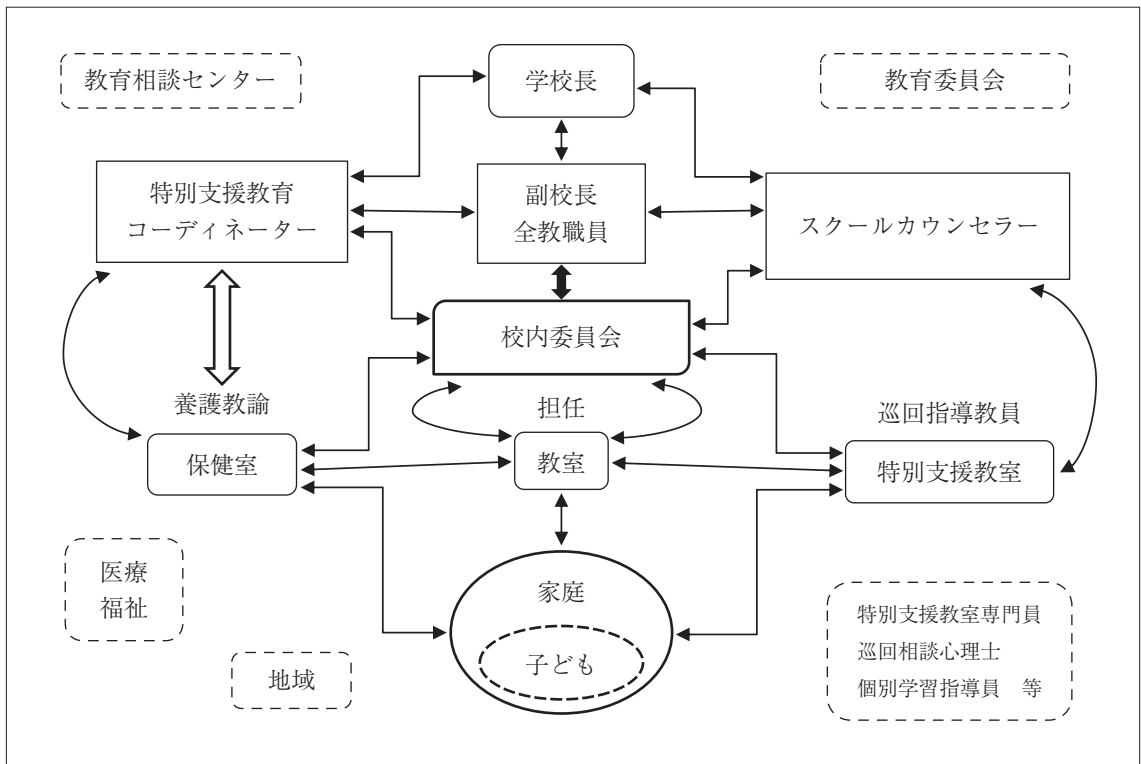 教育相談センター
学校長
教育委員会
特別支援教育
コーディネーター
副校長
全教職員
スクールカウンセラー
校内委員会
養護教諭
担任
巡回指導教員
保健室
教室
特別支援教室
医療
福祉
家庭
子ども
地域
特別支援教室専門員
巡回相談心理士
個別学習指導員　等